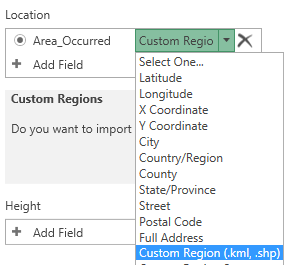 Location
Area_Occurred
Custom Regio
Add Field
Select One...
Latitude
Longitude
X Coordinate
Y Coordinate
City
Country/Region
County
State/Province
Street
Postal Code
Full Address
Custom Region (.kml, .shp)
Custom Regions
Do you want to import
Height
Add Field